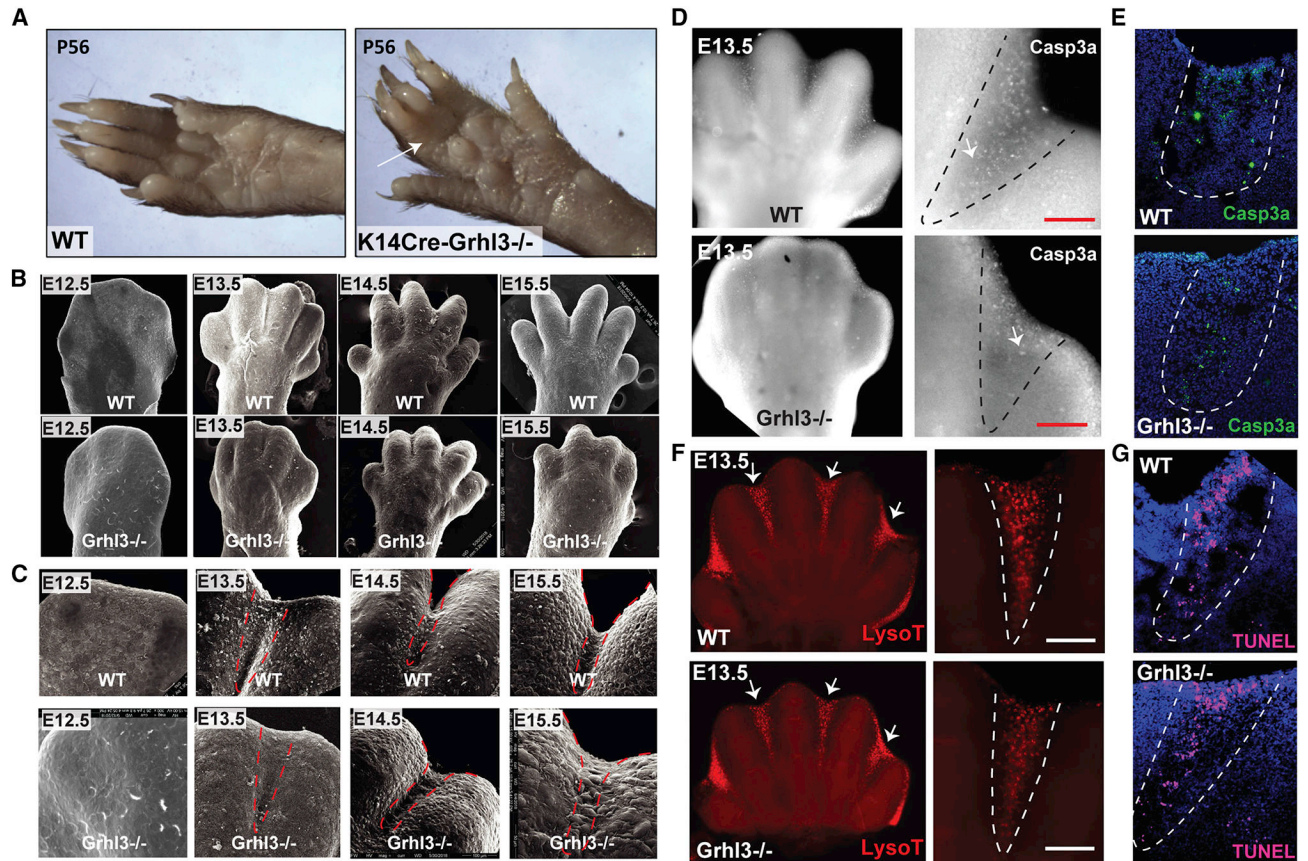 A
P56
WT
P56
K14Cre-Grhl3-/-
B
E12.5
WT
E13.5
WT
E14.5
WT
E15.5
WT
E12.5
Grhl3-/-
E13.5
Grhl3-/-
E14.5
Grhl3-/-
E15.5
Grhl3-/-
C
E12.5
WT
E13.5
WT
E14.5
WT
E15.5
WT
E12.5
Grhl3-/-
E13.5
Grhl3-/-
E14.5
Grhl3-/-
E15.5
Grhl3-/-
D
E13.5
WT
Casp3a
E13.5
Grhl3-/-
Casp3a
E
WT
Casp3a
Grhl3-/-
Casp3a
F
E13.5
WT
LysoT
E13.5
Grhl3-/-
LysoT
G
WT
TUNEL
Grhl3-/-
TUNEL